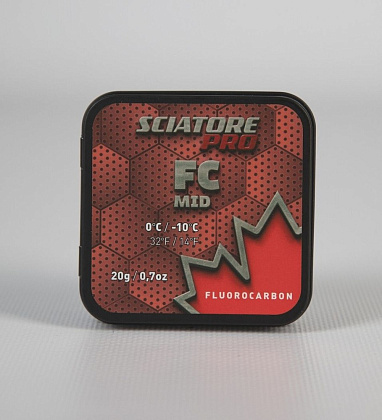 SCIATORE
PRO
FC
MID
0°C / -10°C
32°F / 14°F
20g / 0,7oz
FLUOROCARBON